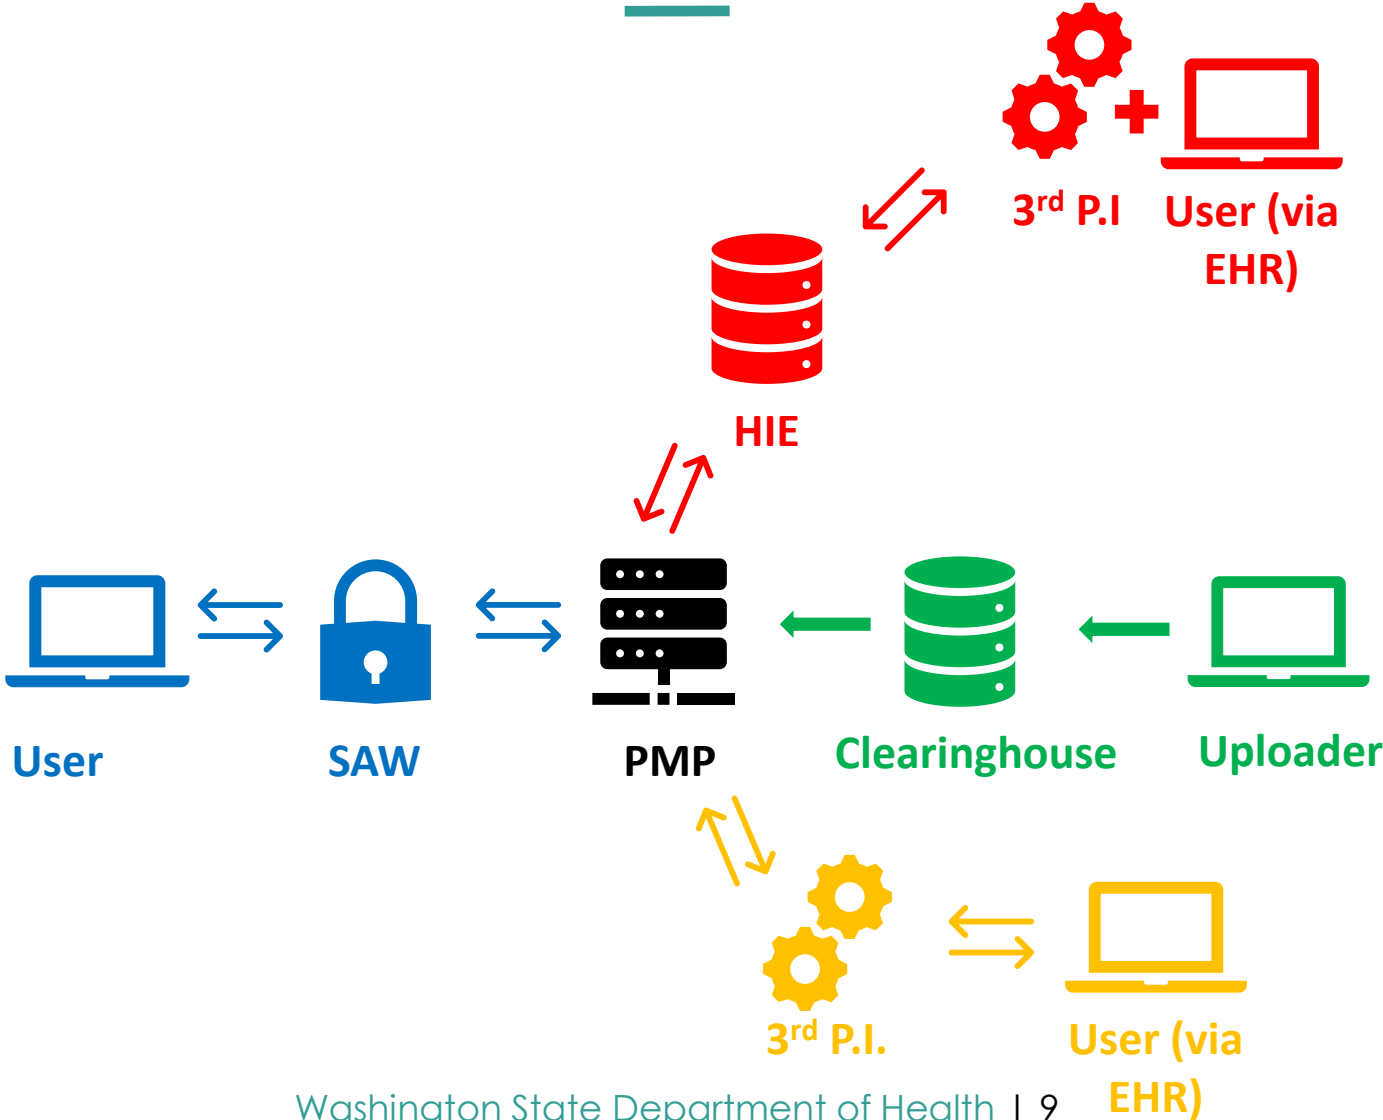 3rd P.I
User (via
EHR)
HIE
User
SAW
PMP
Clearinghouse
Uploader
3rd P.I.
User (via
EHR)
Washington State Department of Health | 9